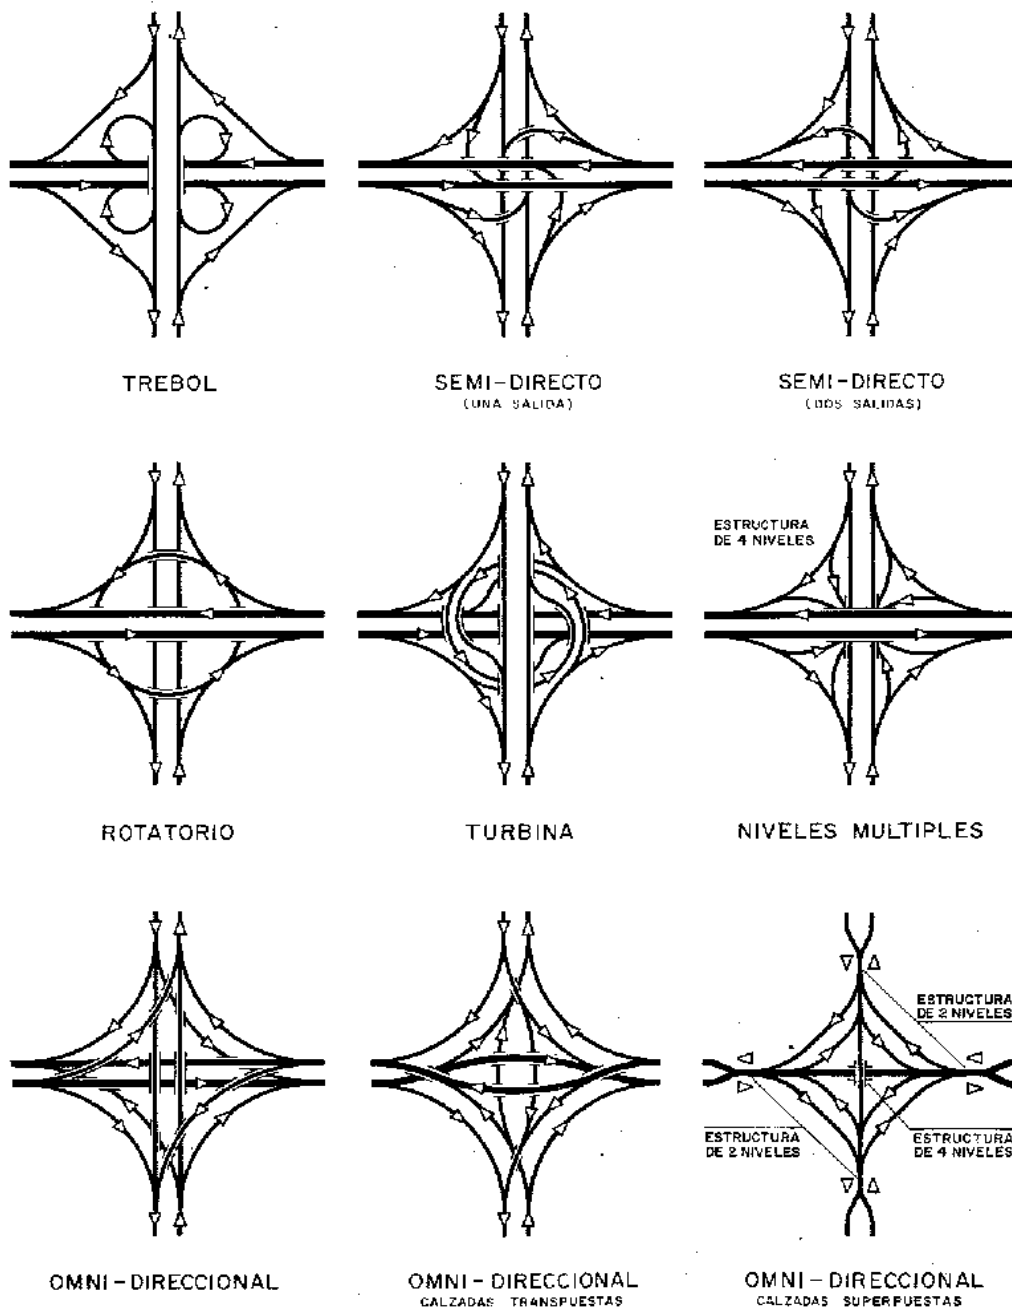 TREBOL
SEMI-DIRECTO
(UNA SALIDA)
SEMI-DIRECTO
(DOS SALIDAS)
ESTRUCTURA
DE 4 NIVELES
ROTATORIO
TURBINA
NIVELES MULTIPLES
ESTRUCTURA
DE 2 NIVELES
ESTRUCTURA
DE 2 NIVELES
ESTRUCTURA
DE 4 NIVELES
OMNI-DIRECCIONAL
OMNI-DIRECCIONAL
CALZADAS TRANSPUESTAS
OMNI-DIRECCIONAL
CALZADAS SUPERPUESTAS